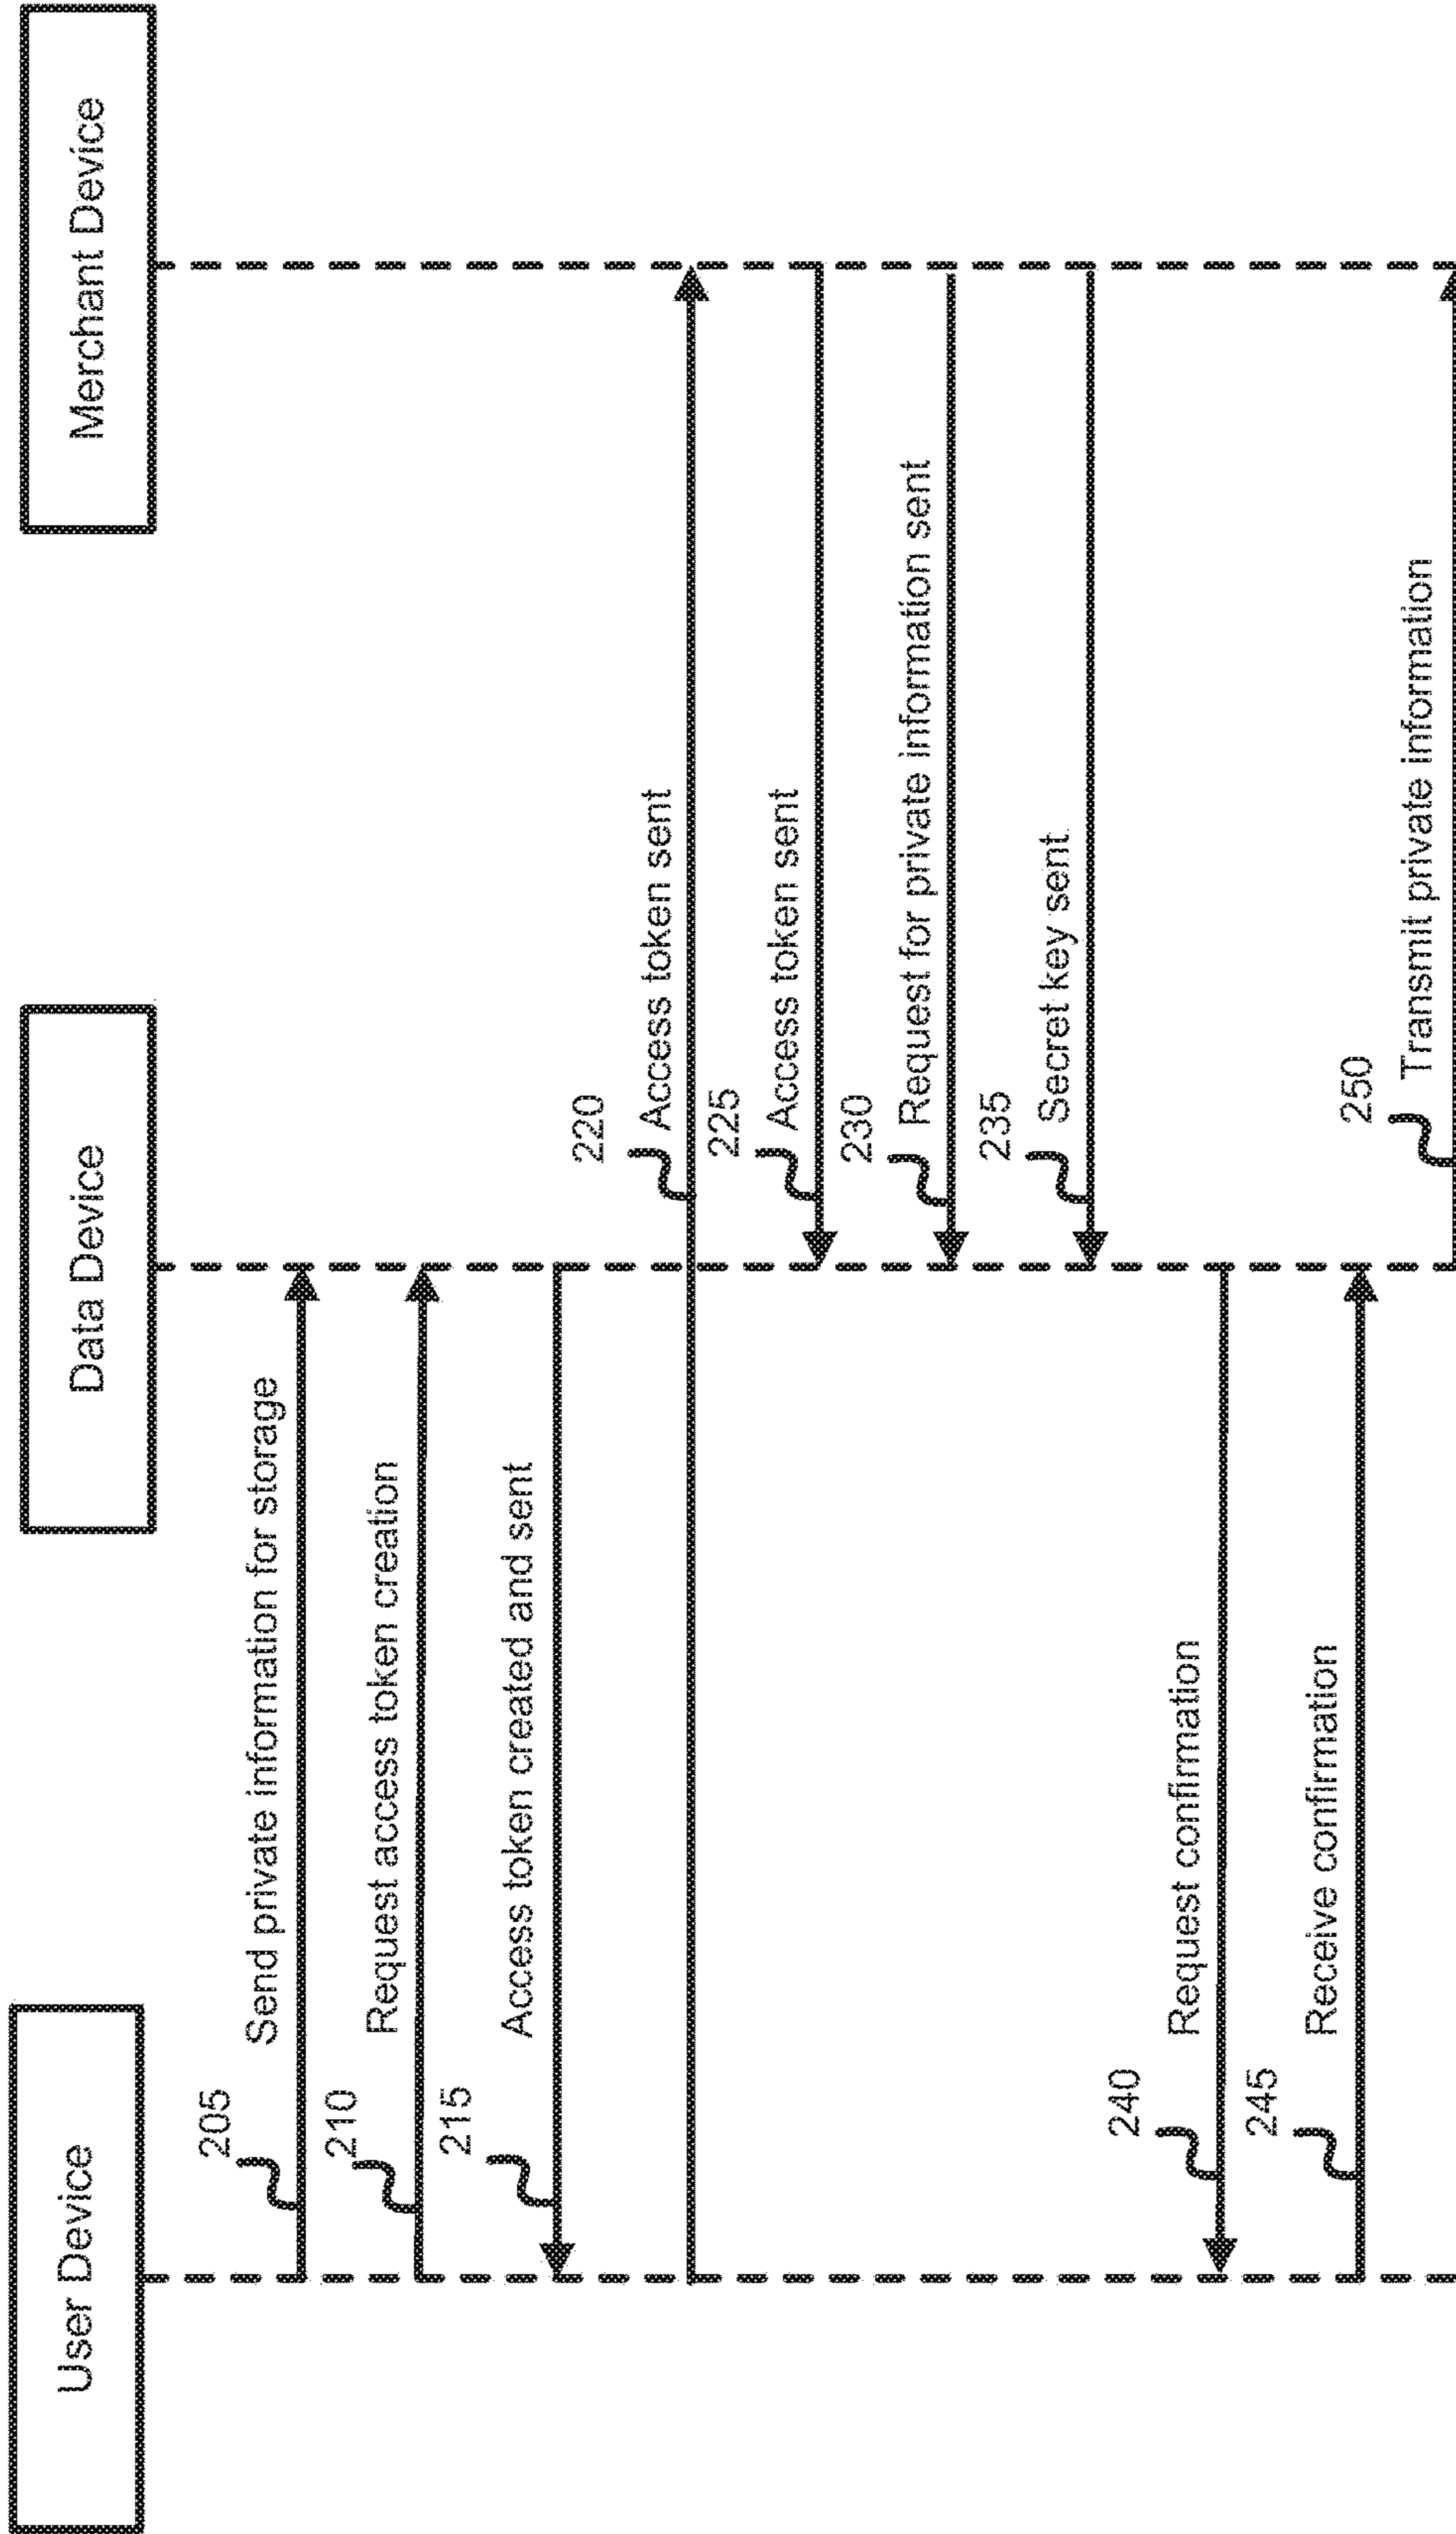 User Device
Data Device
Merchant Device
205
Send private information for storage
210
Request access token creation
215
Access token created and sent
220
Access token sent
225
Access token sent
230
Request for private information sent
235
Secret key sent
240
Request confirmation
245
Receive confirmation
250
Transmit private information